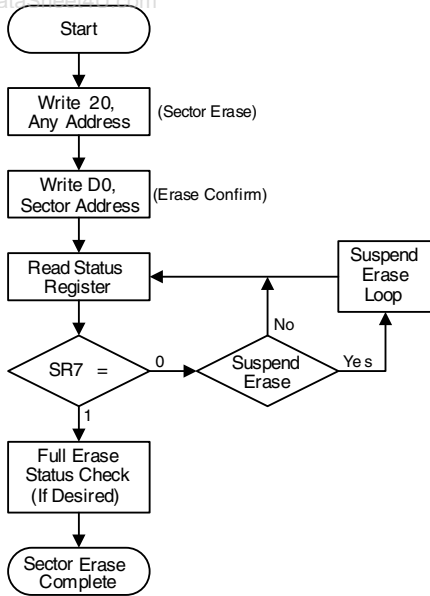 Start
Write 20,
Any Address
(Sector Erase)
Write D0,
Sector Address
(Erase Confirm)
Read Status
Register
Suspend
Erase
Loop
No
SR7 =
0
Suspend
Erase
Yes
1
Full Erase
Status Check
(If Desired)
Sector Erase
Complete